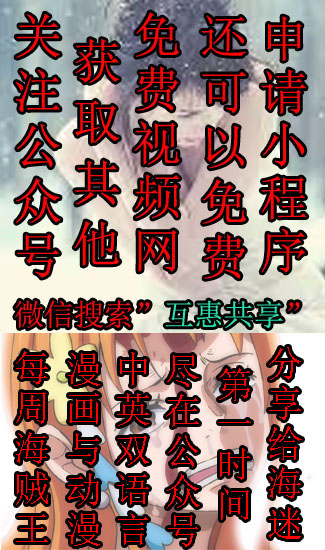 关注公众号
获取其他
免费视频网
还可以免费
申请小程序
微信搜索”互惠共享”
每周海贼王
漫画与动漫
中英双语言
尽在公众号
第一时间
分享给海迷